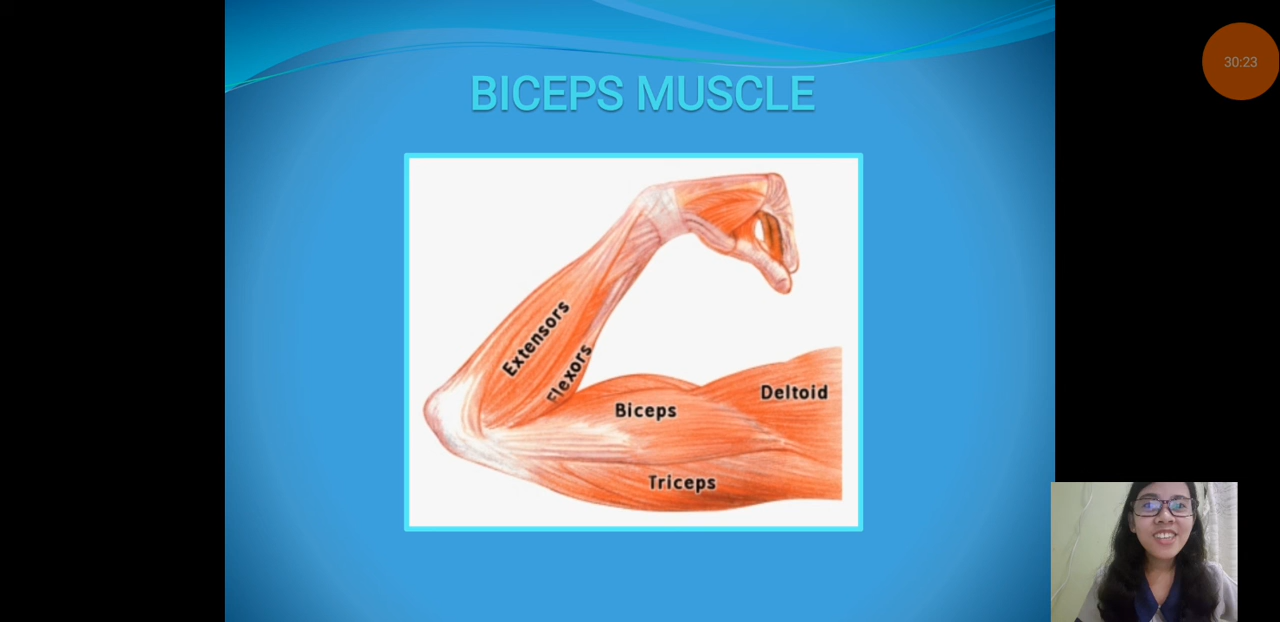 BICEPS MUSCLE
30:23
Extensors
Flexors
Biceps
Deltoid
Triceps